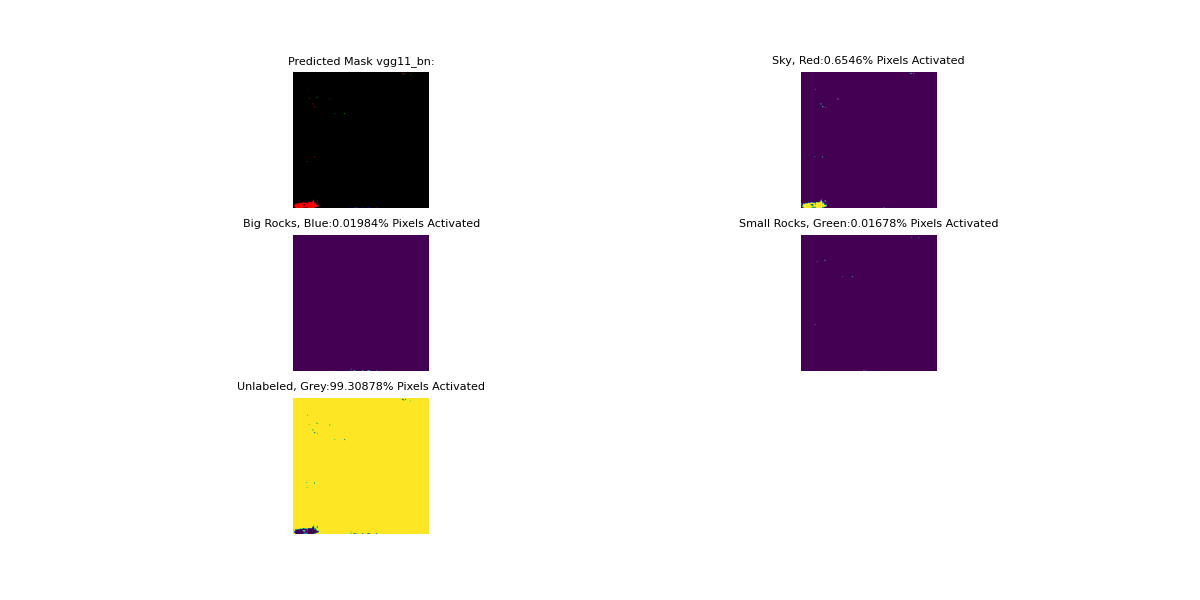 Predicted Mask vgg11_bn:
Sky, Red:0.6546% Pixels Activated
Big Rocks, Blue:0.01984% Pixels Activated
Small Rocks, Green:0.01678% Pixels Activated
Unlabeled, Grey:99.30878% Pixels Activated